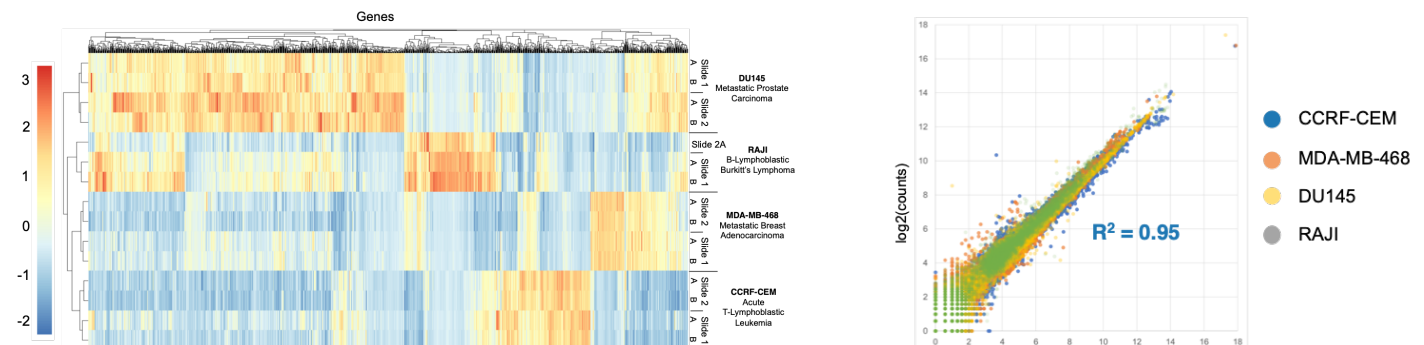 Genes
3
2
1
0
-1
-2
A
B
Slide 1
A
B
Slide 2
DU145
Metastatic Prostate
Carcinoma
Slide 2A
A
B
Slide 1
RAJI
B-Lymphoblastic
Burkitt's Lymphoma
A
B
Slide 2
A
B
Slide 1
MDA-MB-468
Metastatic Breast
Adenocarcinoma
A
B
Slide 2
A
B
Slide 1
CCRF-CEM
Acute
T-Lymphoblastic
Leukemia
log2(counts)
18
16
14
12
10
8
6
4
2
0
0 2 4 6 8 10 12 14 16 18
R² = 0.95
CCRF-CEM
MDA-MB-468
DU145
RAJI